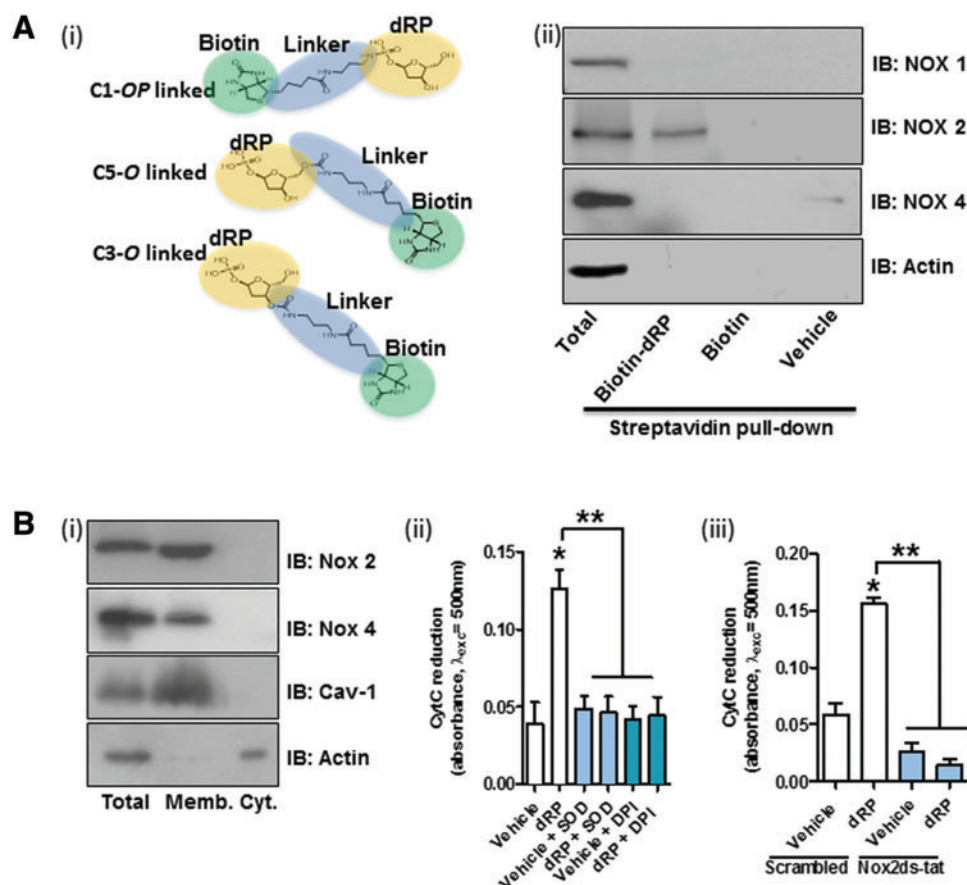 A
(i)
Biotin
Linker
dRP
C1-OP linked
dRP
Linker
C5-O linked
Biotin
C3-O linked
dRP
Linker
Biotin
(ii)
IB: NOX 1
IB: NOX 2
IB: NOX 4
IB: Actin
Total
Biotin-dRP
Biotin
Vehicle
Streptavidin pull-down
B
(i)
IB: Nox 2
IB: Nox 4
IB: Cav-1
IB: Actin
Total Memb. Cyt.
(ii)
CytC reduction
(absorbance, λexc= 500nm)
0.15
0.10
0.05
0.00
*
**
Vehicle
dRP
Vehicle + SOD
dRP + SOD
Vehicle + DPI
dRP + DPI
(iii)
CytC reduction
(absorbance, λexc= 500nm)
0.20
0.15
0.10
0.05
0.00
*
**
Vehicle
dRP
Vehicle
dRP
Scrambled
Nox2ds-tat